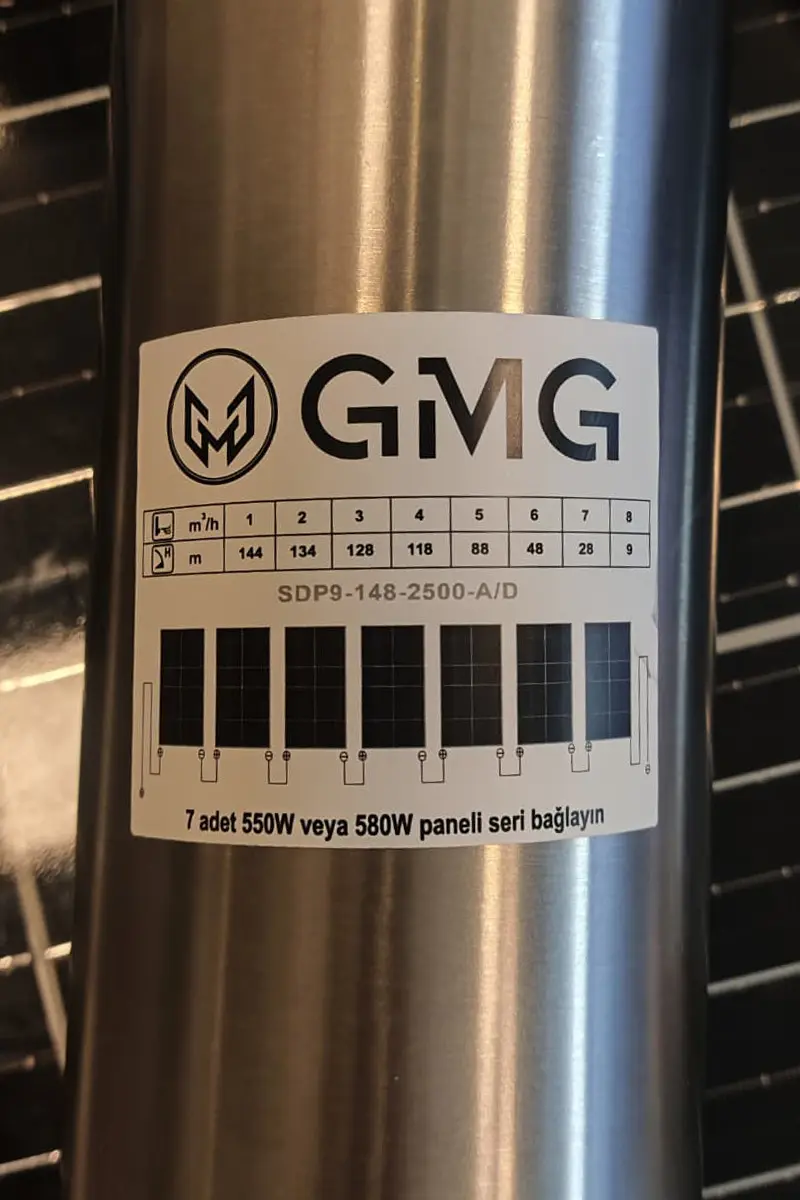 GMG
m³/h 1 2 3 4 5 6 7 8
H m 144 134 128 118 88 48 28 9
SDP9-148-2500-A/D
7 adet 550W veya 580W paneli seri bağlayın